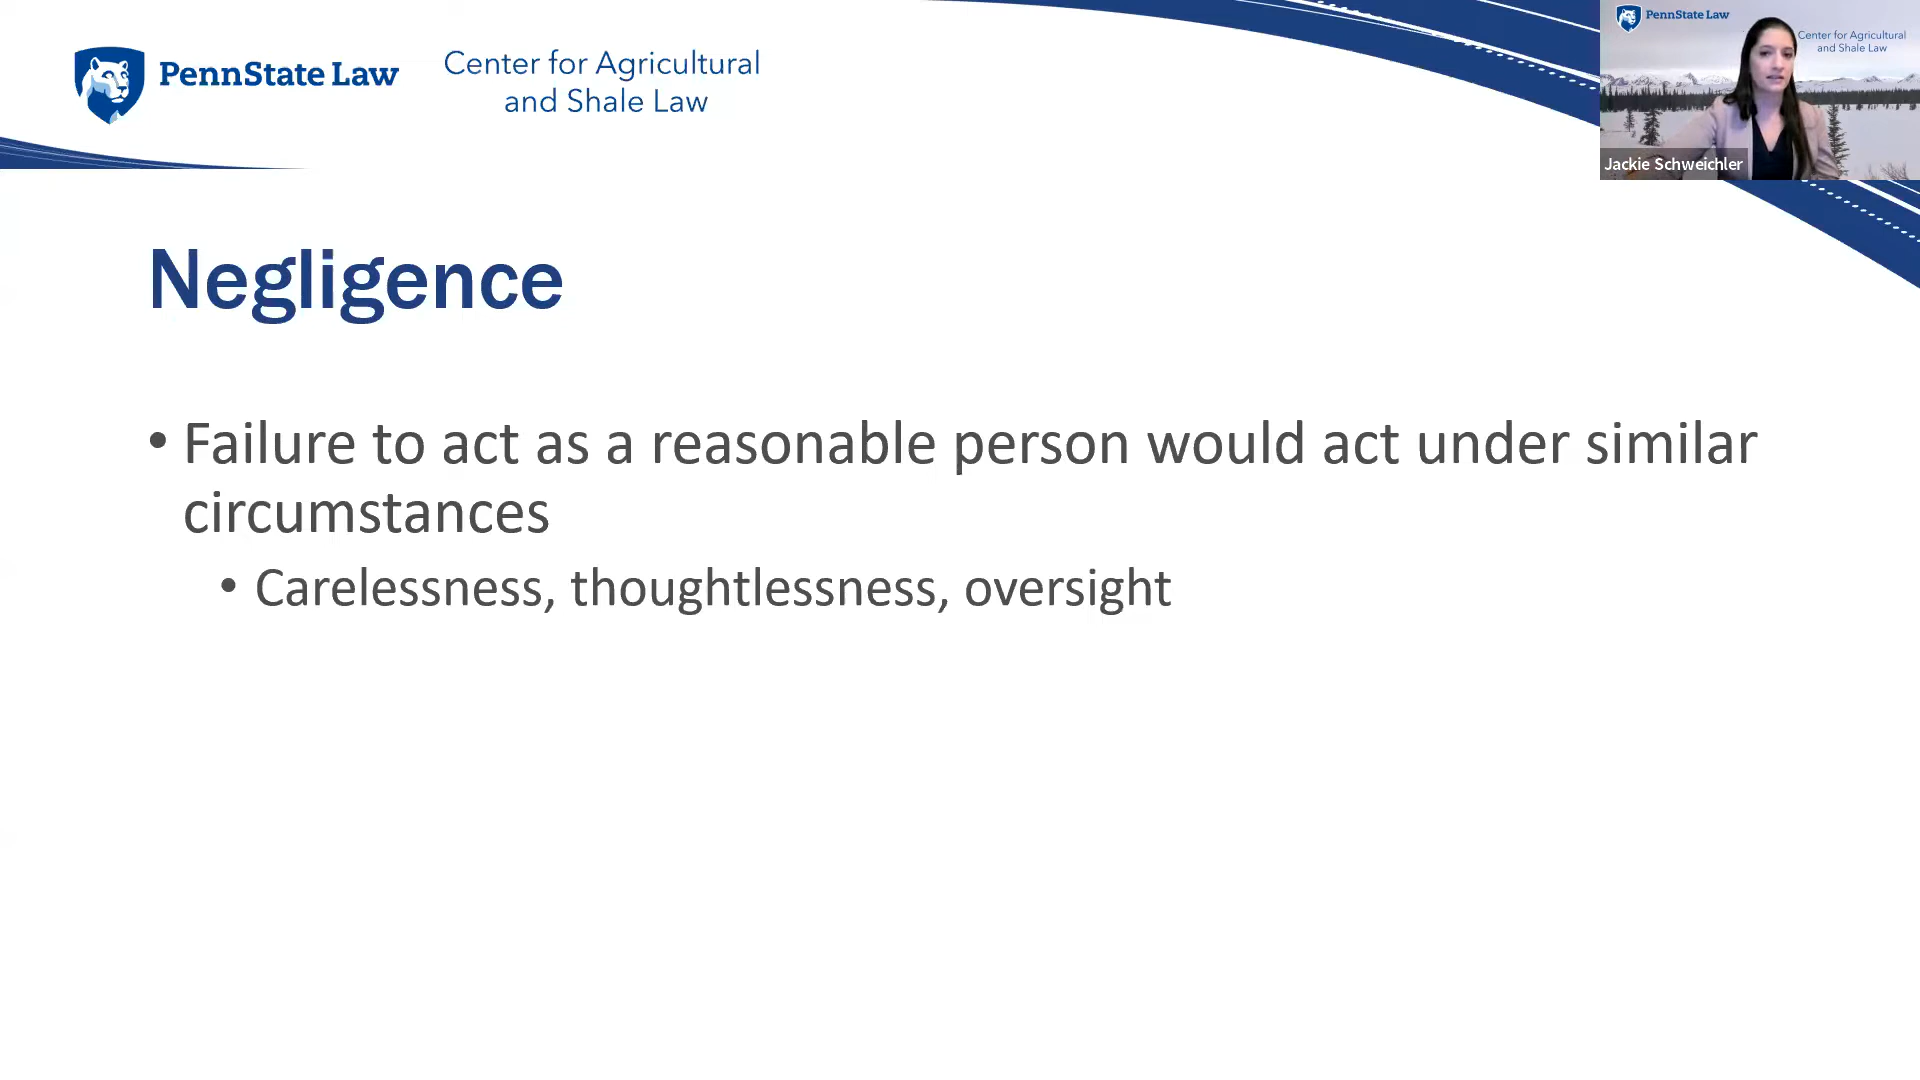 PennState Law
Center for Agricultural
and Shale Law
PennState Law
Center for Agricultural
and Shale Law
Jackie Schweichler
Negligence
• Failure to act as a reasonable person would act under similar
circumstances
• Carelessness, thoughtlessness, oversight